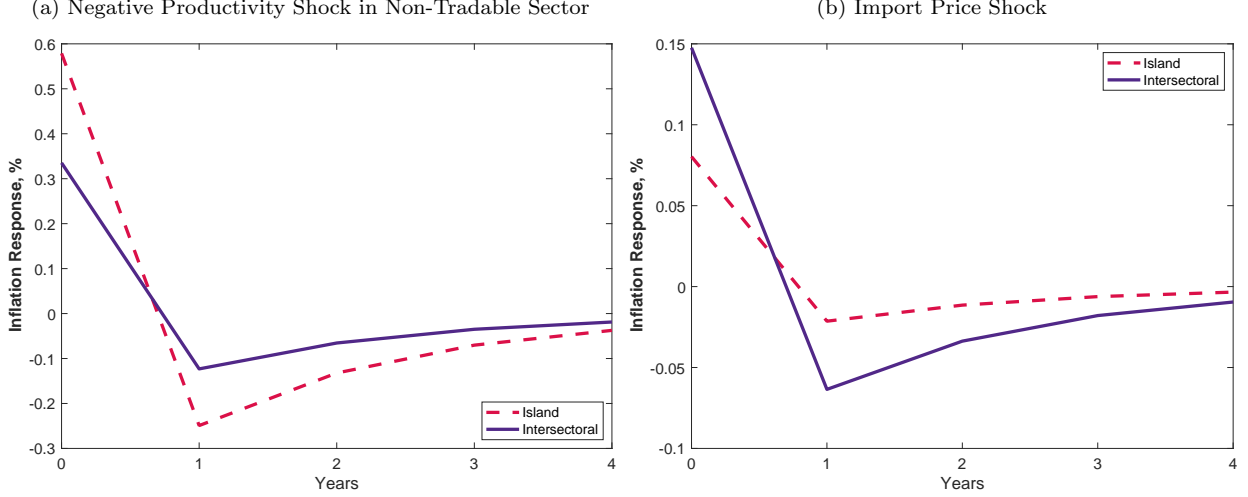 (a) Negative Productivity Shock in Non-Tradable Sector
Inflation Response, %
0.6
0.5
0.4
0.3
0.2
0.1
0
-0.1
-0.2
-0.3
0 1 2 3 4
Years
Island
Intersectoral
(b) Import Price Shock
Inflation Response, %
0.15
0.1
0.05
0
-0.05
-0.1
0 1 2 3 4
Years
Island
Intersectoral